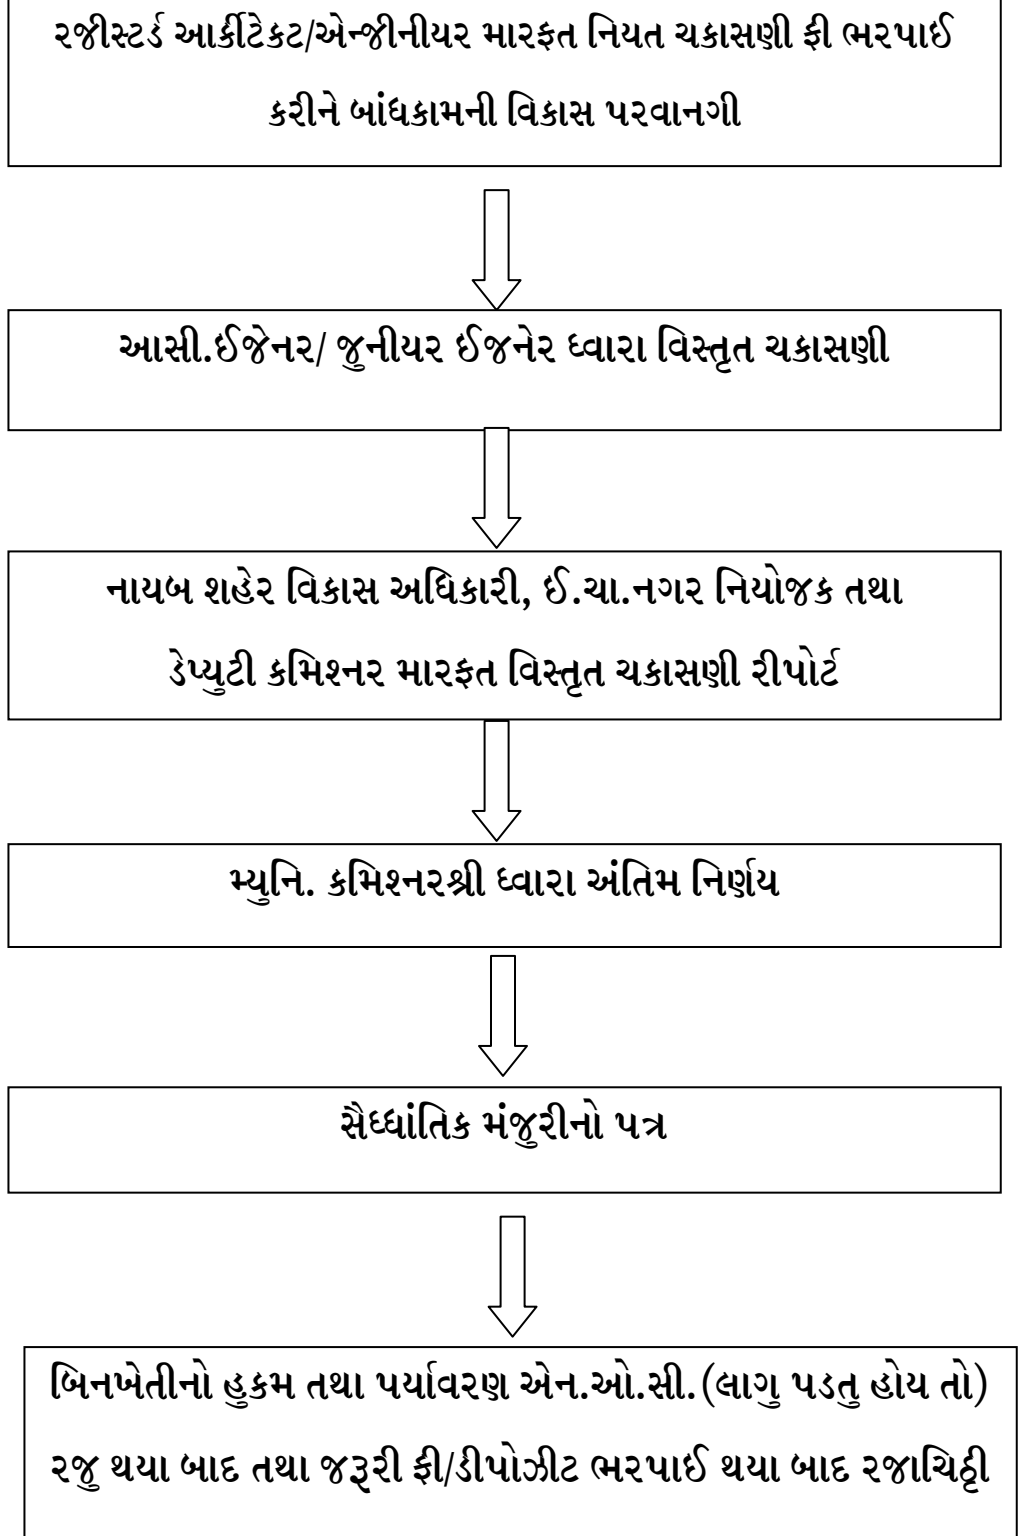 રજીસ્ટર્ડ આર્કીટેકટ/એન્જીનીયર મારફત નિયત ચકાસણી ફી ભરપાઈ
કરીને બાંધકામની વિકાસ પરવાનગી
આસી.ઈજેનર/ જુનીયર ઈજનેર ધ્વારા વિસ્તૃત ચકાસણી
નાયબ શહેર વિકાસ અધિકારી, ઈ.ચા.નગર નિયોજક તથા
ડેપ્યુટી કમિશ્નર મારફત વિસ્તૃત ચકાસણી રીપોર્ટ
મ્યુનિ. કમિશ્નરશ્રી ધ્વારા અંતિમ નિર્ણય
સૈધ્ધાંતિક મંજુરીનો પત્ર
બિનખેતીનો હુકમ તથા પર્યાવરણ એન.ઓ.સી.(લાગુ પડતુ હોય તો)
રજુ થયા બાદ તથા જરૂરી ફી/ડીપોઝીટ ભરપાઈ થયા બાદ રજાચિઠ્ઠી